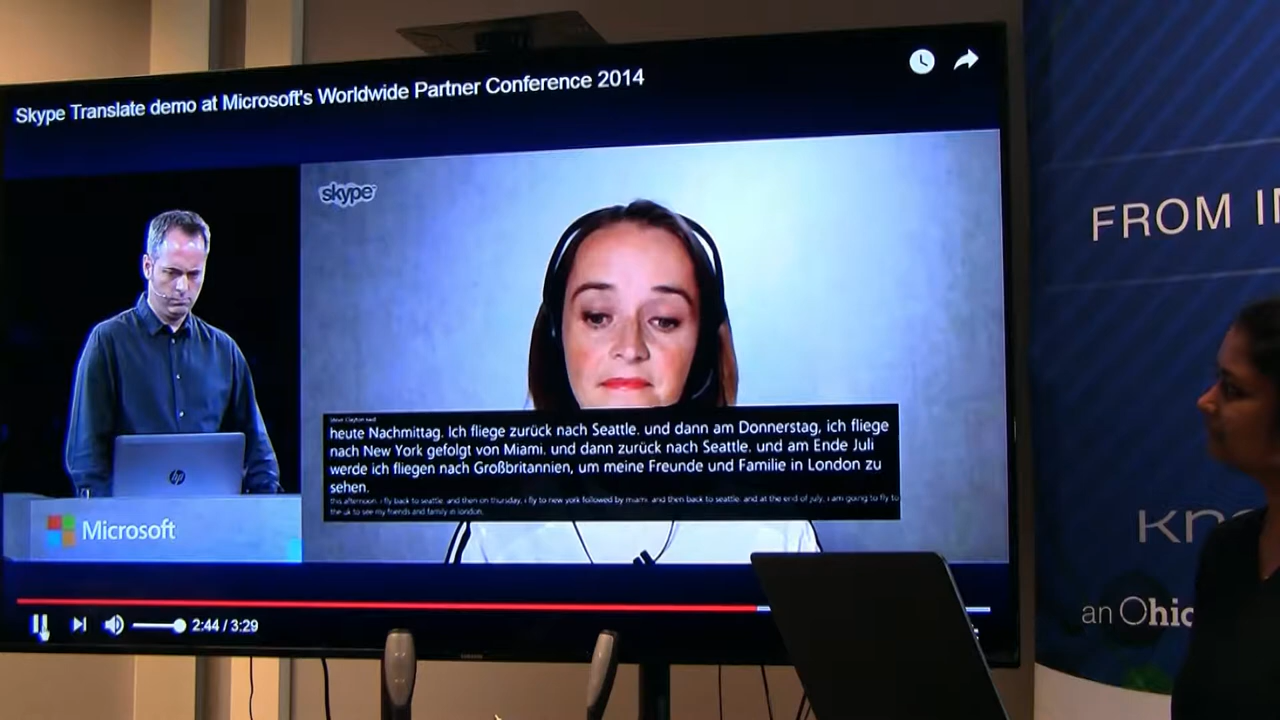 Skype Translate demo at Microsoft's Worldwide Partner Conference 2014
skype
Steve Clayton said
heute Nachmittag. Ich fliege zurück nach Seattle. und dann am Donnerstag, ich fliege
nach New York gefolgt von Miami. und dann zurück nach Seattle. und am Ende Juli
werde ich fliegen nach Großbritannien, um meine Freunde und Familie in London zu
sehen.
this afternoon. i fly back to seattle. and then on thursday, i fly to new york followed by miami. and then back to seattle. and at the end of july, i am going to fly to
the uk to see my friends and family in london.
hp
Microsoft
2:44 / 3:29
FROM
an Ohio